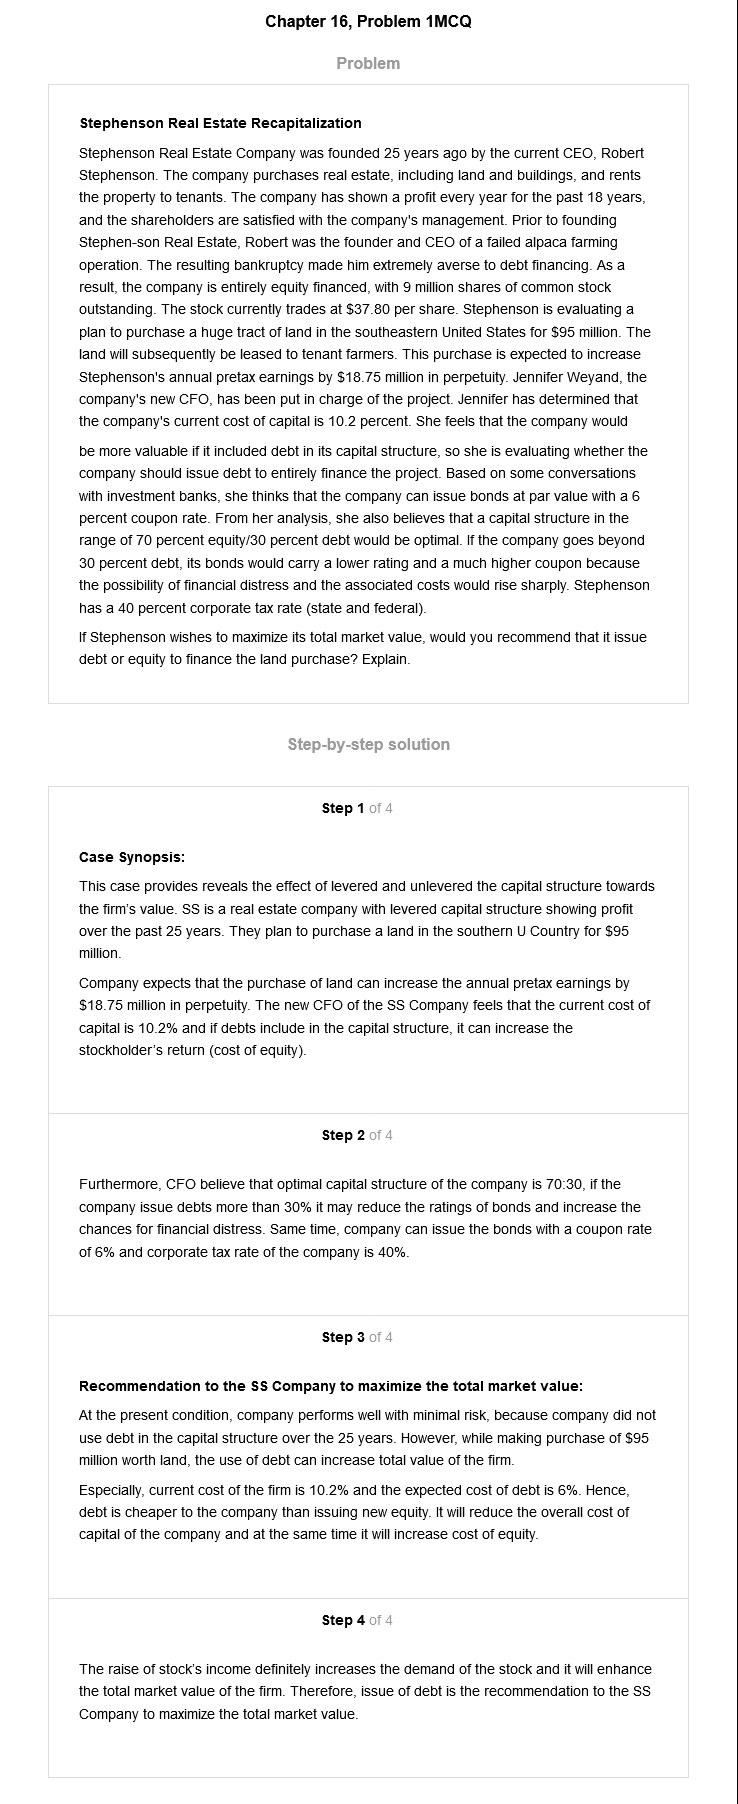 Chapter 16, Problem 1MCQ
Problem
Stephenson Real Estate Recapitalization
Stephenson Real Estate Company was founded 25 years ago by the current CEO, Robert
Stephenson. The company purchases real estate, including land and buildings, and rents
the property to tenants. The company has shown a profit every year for the past 18 years,
and the shareholders are satisfied with the company's management. Prior to founding
Stephen-son Real Estate, Robert was the founder and CEO of a failed alpaca farming
operation. The resulting bankruptcy made him extremely averse to debt financing. As a
result, the company is entirely equity financed, with 9 million shares of common stock
outstanding. The stock currently trades at $37.80 per share. Stephenson is evaluating a
plan to purchase a huge tract of land in the southeastern United States for $95 million. The
land will subsequently be leased to tenant farmers. This purchase is expected to increase
Stephenson's annual pretax earnings by $18.75 million in perpetuity. Jennifer Weyand, the
company's new CFO, has been put in charge of the project. Jennifer has determined that
the company's current cost of capital is 10.2 percent. She feels that the company would
be more valuable if it included debt in its capital structure, so she is evaluating whether the
company should issue debt to entirely finance the project. Based on some conversations
with investment banks, she thinks that the company can issue bonds at par value with a 6
percent coupon rate. From her analysis, she also believes that a capital structure in the
range of 70 percent equity/30 percent debt would be optimal. If the company goes beyond
30 percent debt, its bonds would carry a lower rating and a much higher coupon because
the possibility of financial distress and the associated costs would rise sharply. Stephenson
has a 40 percent corporate tax rate (state and federal).
If Stephenson wishes to maximize its total market value, would you recommend that it issue
debt or equity to finance the land purchase? Explain.
Step-by-step solution
Step 1 of 4
Case Synopsis:
This case provides reveals the effect of levered and unlevered the capital structure towards
the firm's value. SS is a real estate company with levered capital structure showing profit
over the past 25 years. They plan to purchase a land in the southern U Country for $95
million.
Company expects that the purchase of land can increase the annual pretax earnings by
$18.75 million in perpetuity. The new CFO of the SS Company feels that the current cost of
capital is 10.2% and if debts include in the capital structure, it can increase the
stockholder's return (cost of equity).
Step 2 of 4
Furthermore, CFO believe that optimal capital structure of the company is 70:30, if the
company issue debts more than 30% it may reduce the ratings of bonds and increase the
chances for financial distress. Same time, company can issue the bonds with a coupon rate
of 6% and corporate tax rate of the company is 40%.
Step 3 of 4
Recommendation to the SS Company to maximize the total market value:
At the present condition, company performs well with minimal risk, because company did not
use debt in the capital structure over the 25 years. However, while making purchase of $95
million worth land, the use of debt can increase total value of the firm.
Especially, current cost of the firm is 10.2% and the expected cost of debt is 6%. Hence,
debt is cheaper to the company than issuing new equity. It will reduce the overall cost of
capital of the company and at the same time it will increase cost of equity.
Step 4 of 4
The raise of stock's income definitely increases the demand of the stock and it will enhance
the total market value of the firm. Therefore, issue of debt is the recommendation to the SS
Company to maximize the total market value.